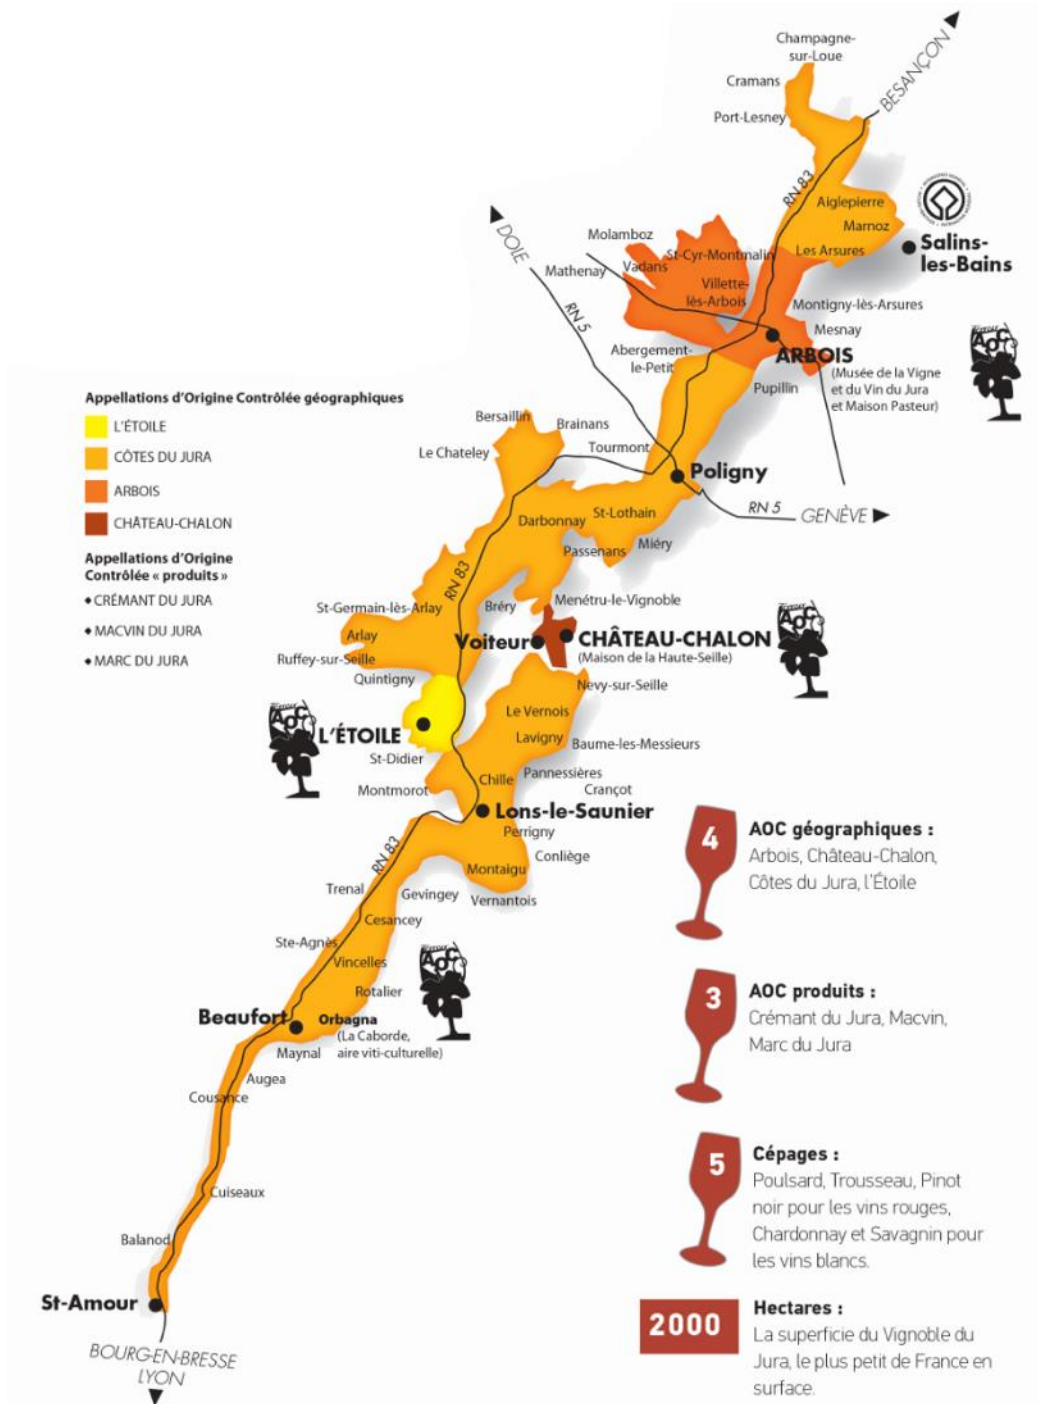 Champagne-
sur-Loue
Cramans
BESANÇON
Port-Lesney
RN 83
Aiglepierre
Marnoz
DOIE
Molamboz
St-Cyr-Montmalin
Les Arsures
Salins-
les-Bains
Mathenay
Vadans
Villette-
lès-Arbois
Montigny-lès-Arsures
RN 5
Mesnay
Abergement-
le-Petit
ARBOIS
(Musée de la Vigne
et du Vin du Jura
et Maison Pasteur)
AOC
Pupillin
Appellations d'Origine Contrôlée géographiques
L'ÉTOILE
CÔTES DU JURA
ARBOIS
CHÂTEAU-CHALON
Appellations d'Origine
Contrôlée « produits »
CRÉMANT DU JURA
MACVIN DU JURA
MARC DU JURA
Bersaillin
Brainans
Le Chateley
Tourmont
Poligny
RN 5
GENÈVE
Darbonnay
St-Lothain
Passenans
Miéry
RN 83
St-Germain-lès-Arlay
Bréry
Menétru-le-Vignoble
Arlay
Voiteur
CHÂTEAU-CHALON
(Maison de la Haute-Seille)
AOC
Ruffey-sur-Seille
Quintigny
Nevy-sur-Seille
Le Vernois
L'ÉTOILE
AOC
Lavigny
Baume-les-Messieurs
St-Didier
Chille
Pannessières
Montmorot
Crançot
Lons-le-Saunier
Perrigny
RN 83
Conliège
Montaigu
Trenal
Gevingey
Vernantois
Cesancey
Ste-Agnès
Vincelles
AOC
Rotalier
Beaufort
Orbagna
(La Caborde,
aire viti-culturelle)
Maynal
Augea
Cousance
Cuiseaux
Balanod
St-Amour
BOURG-EN-BRESSE
LYON
4
AOC géographiques :
Arbois, Château-Chalon,
Côtes du Jura, l'Étoile
3
AOC produits :
Crémant du Jura, Macvin,
Marc du Jura
5
Cépages :
Poulsard, Trousseau, Pinot
noir pour les vins rouges,
Chardonnay et Savagnin pour
les vins blancs.
2000
Hectares :
La superficie du Vignoble du
Jura, le plus petit de France en
surface.